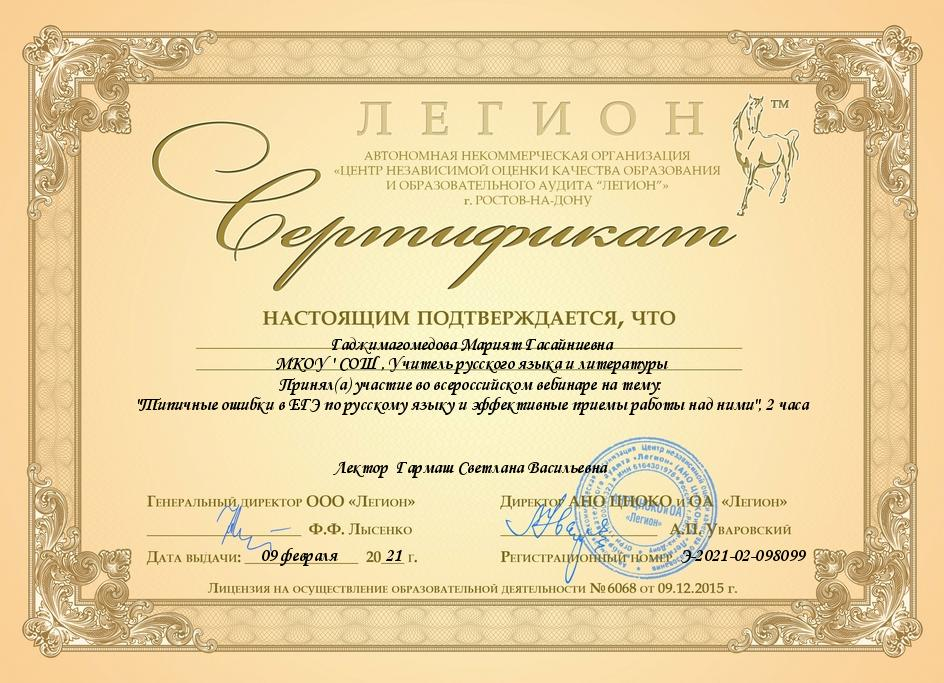 ЛЕГИОН ™
АВТОНОМНАЯ НЕКОММЕРЧЕСКАЯ ОРГАНИЗАЦИЯ
«ЦЕНТР НЕЗАВИСИМОЙ ОЦЕНКИ КАЧЕСТВА ОБРАЗОВАНИЯ
И ОБРАЗОВАТЕЛЬНОГО АУДИТА "ЛЕГИОН"»
г. РОСТОВ-НА-ДОНУ
Сертификат
НАСТОЯЩИМ ПОДТВЕРЖДАЕТСЯ, ЧТО
Гаджимагомедова Марият Гасайниевна
МКОУ ' СОШ , Учитель русского языка и литературы
Принял(а) участие во всероссийском вебинаре на тему:
"Типичные ошибки в ЕГЭ по русскому языку и эффективные приемы работы над ними", 2 часа
Лектор Гармаш Светлана Васильевна
Генеральный директор ООО «Легион» Директор АНО ЦНОКО и ОА «Легион»
Ф.Ф. Лысенко А.П. Уваровский
Дата выдачи: 09 февраля 20 21 г. Регистрационный номер Э-2021-02-098099
Лицензия на осуществление образовательной деятельности №6068 от 09.12.2015 г.
«Легион»